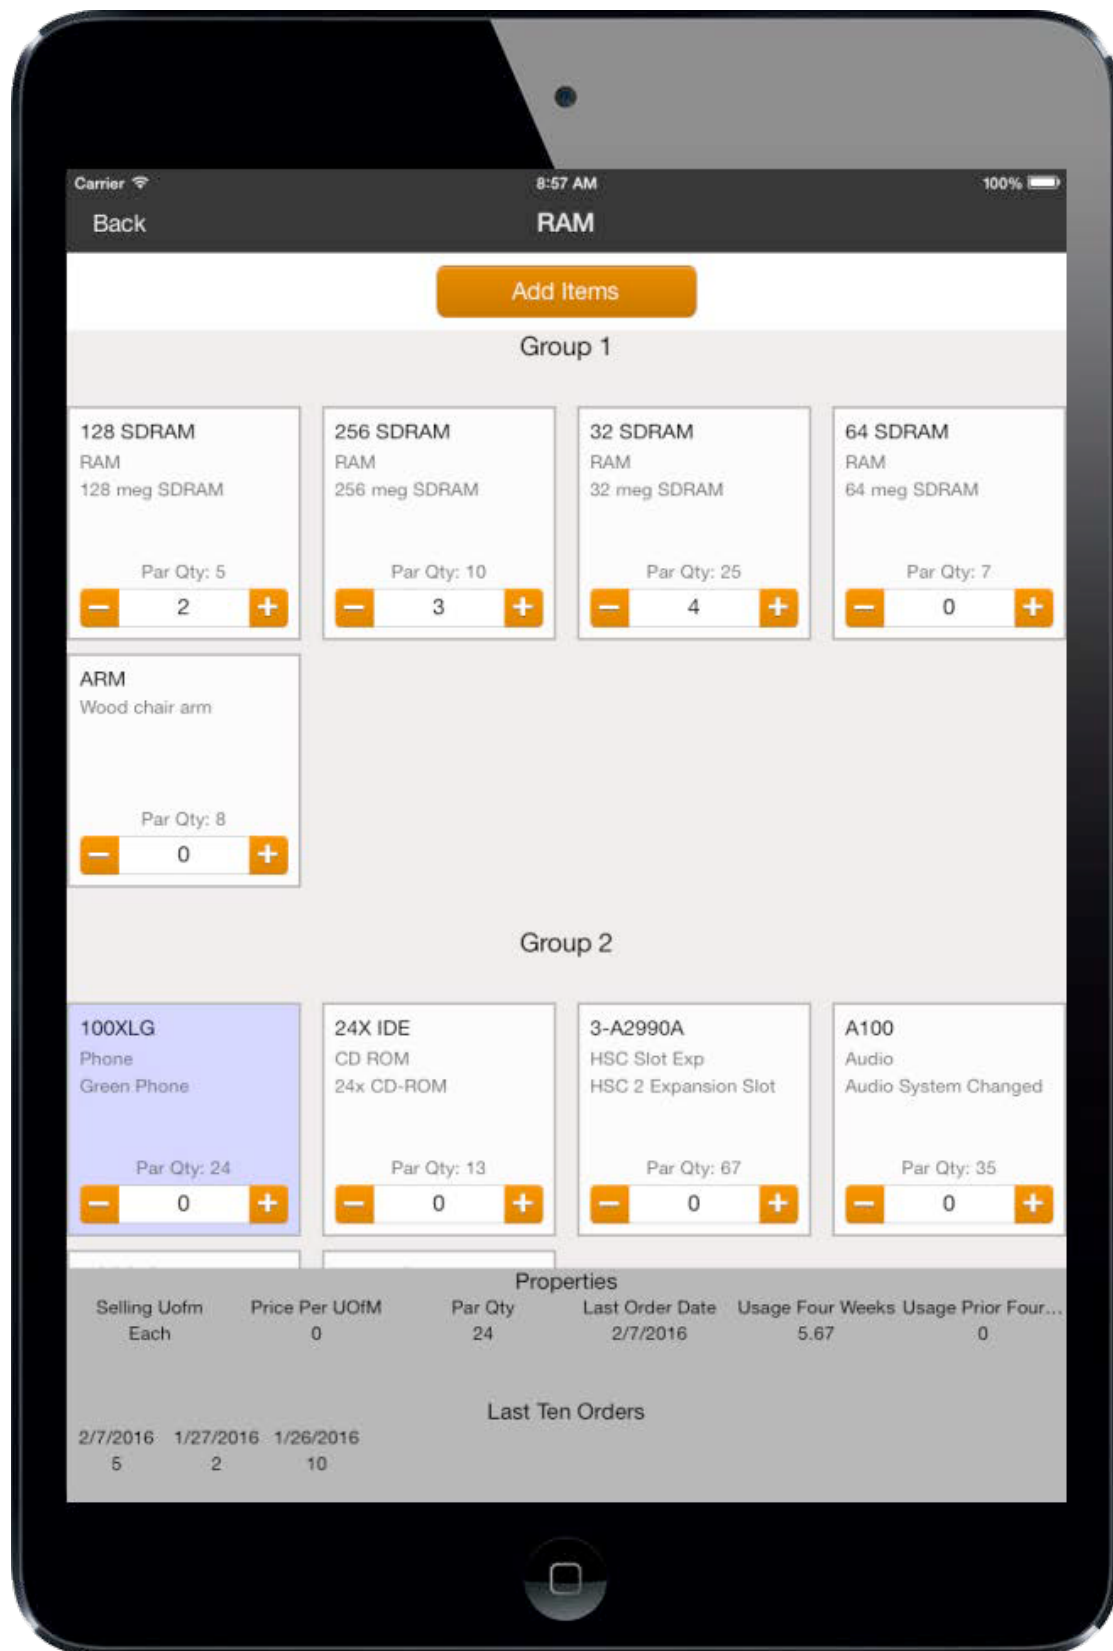 Carrier 8:57 AM 100%
Back RAM
Add Items
Group 1
128 SDRAM
RAM
128 meg SDRAM
Par Qty: 5
2
256 SDRAM
RAM
256 meg SDRAM
Par Qty: 10
3
32 SDRAM
RAM
32 meg SDRAM
Par Qty: 25
4
64 SDRAM
RAM
64 meg SDRAM
Par Qty: 7
0
ARM
Wood chair arm
Par Qty: 8
0
Group 2
100XLG
Phone
Green Phone
Par Qty: 24
0
24X IDE
CD ROM
24x CD-ROM
Par Qty: 13
0
3-A2990A
HSC Slot Exp
HSC 2 Expansion Slot
Par Qty: 67
0
A100
Audio
Audio System Changed
Par Qty: 35
0
Properties
Selling Uofm Price Per UOfM Par Qty Last Order Date Usage Four Weeks Usage Prior Four...
Each 0 24 2/7/2016 5.67 0
Last Ten Orders
2/7/2016 1/27/2016 1/26/2016
5 2 10